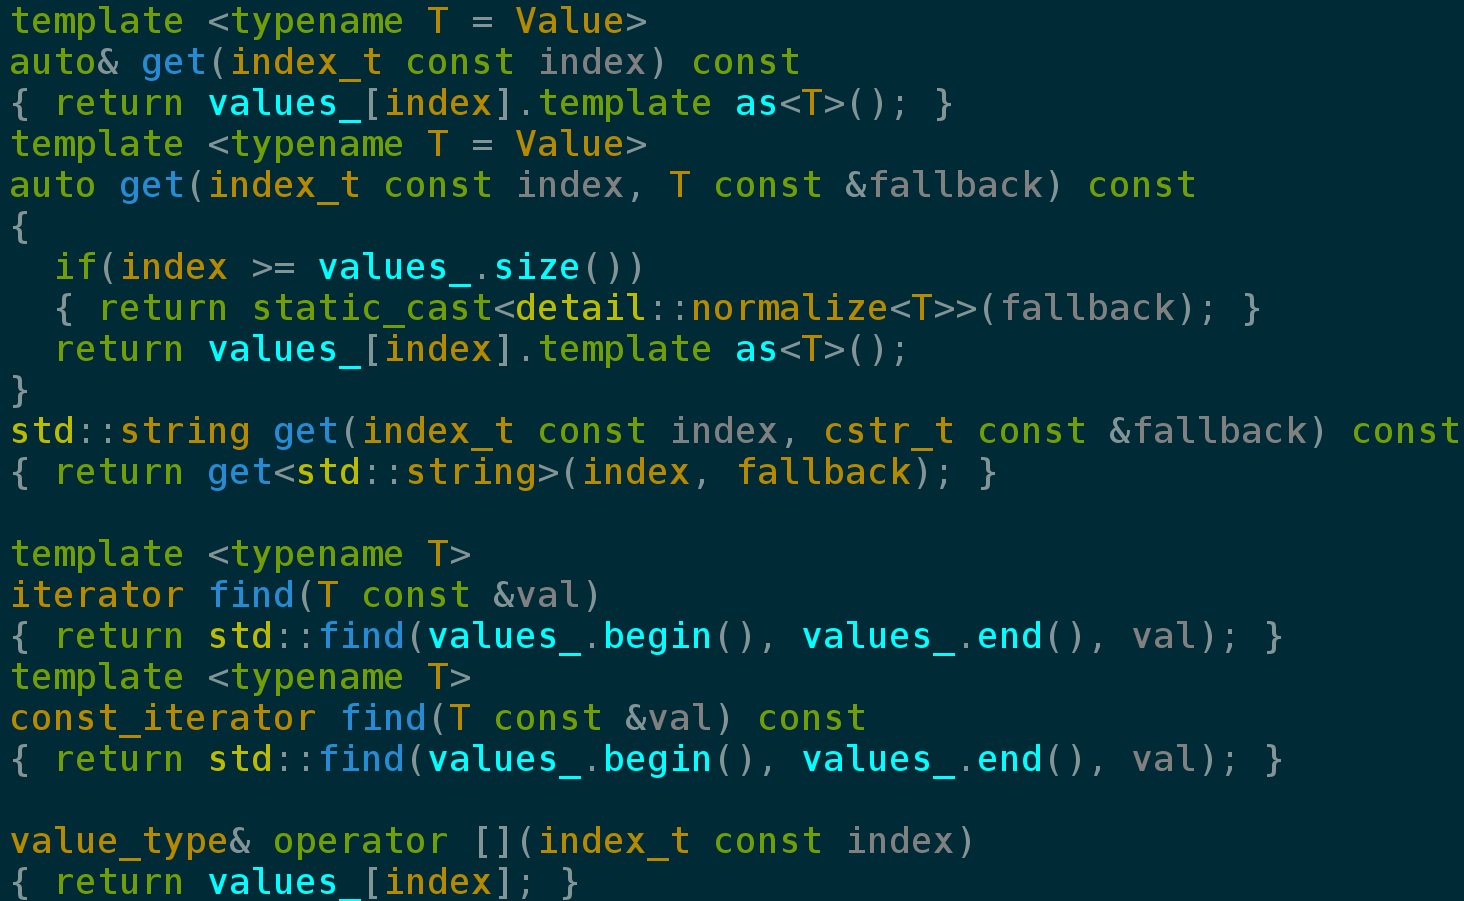 template <typename T = Value>
auto& get(index_t const index) const
{ return values_[index].template as<T>(); }
template <typename T = Value>
auto get(index_t const index, T const &fallback) const
{
  if(index >= values_.size())
  { return static_cast<detail::normalize<T>>(fallback); }
  return values_[index].template as<T>();
}
std::string get(index_t const index, cstr_t const &fallback) const
{ return get<std::string>(index, fallback); }

template <typename T>
iterator find(T const &val)
{ return std::find(values_.begin(), values_.end(), val); }
template <typename T>
const_iterator find(T const &val) const
{ return std::find(values_.begin(), values_.end(), val); }

value_type& operator [](index_t const index)
{ return values_[index]; }